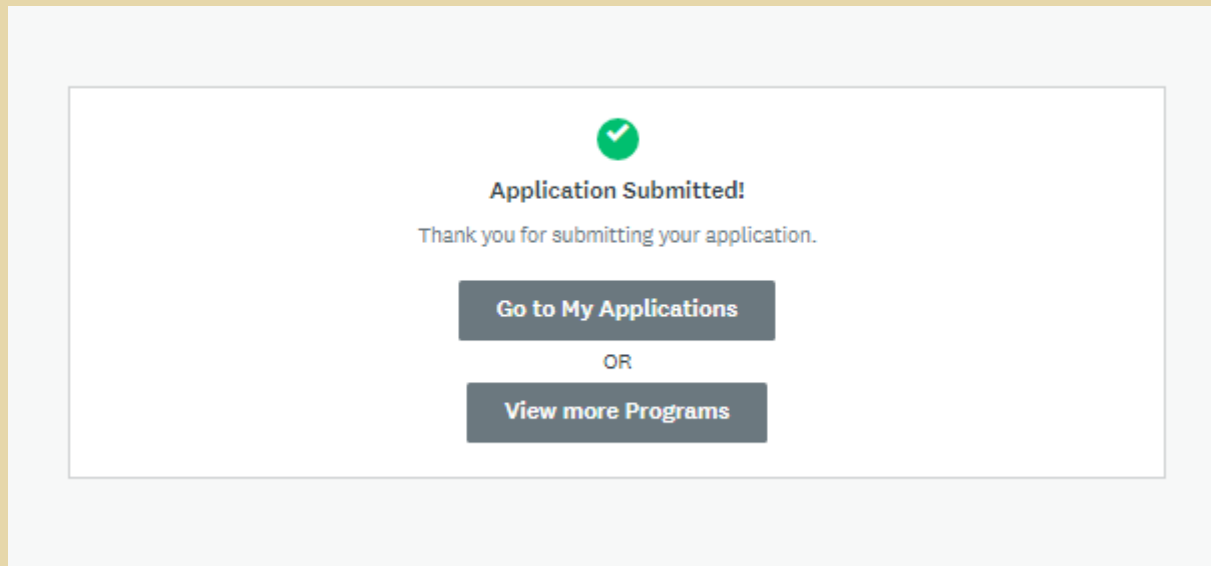 Application Submitted!
Thank you for submitting your application.
Go to My Applications
OR
View more Programs